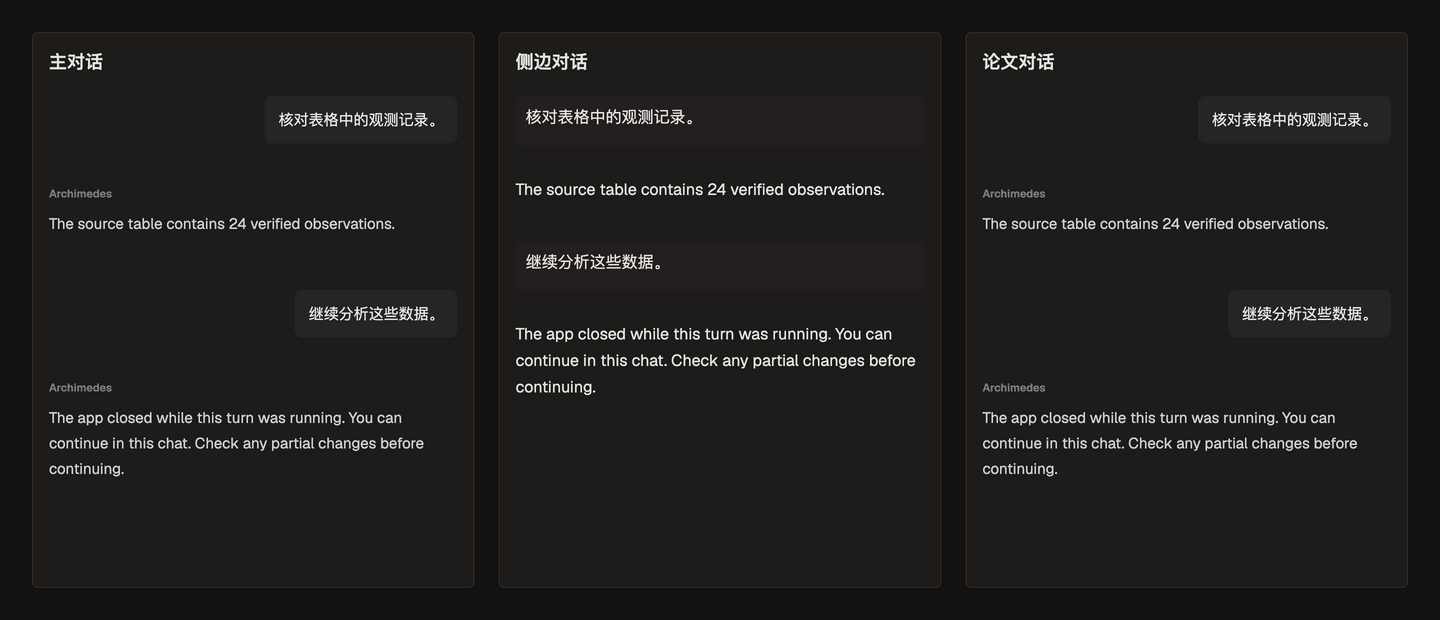 主对话
核对表格中的观测记录。
Archimedes
The source table contains 24 verified observations.
继续分析这些数据。
Archimedes
The app closed while this turn was running. You can
continue in this chat. Check any partial changes before
continuing.
侧边对话
核对表格中的观测记录。
The source table contains 24 verified observations.
继续分析这些数据。
The app closed while this turn was running. You can
continue in this chat. Check any partial changes before
continuing.
论文对话
核对表格中的观测记录。
Archimedes
The source table contains 24 verified observations.
继续分析这些数据。
Archimedes
The app closed while this turn was running. You can
continue in this chat. Check any partial changes before
continuing.